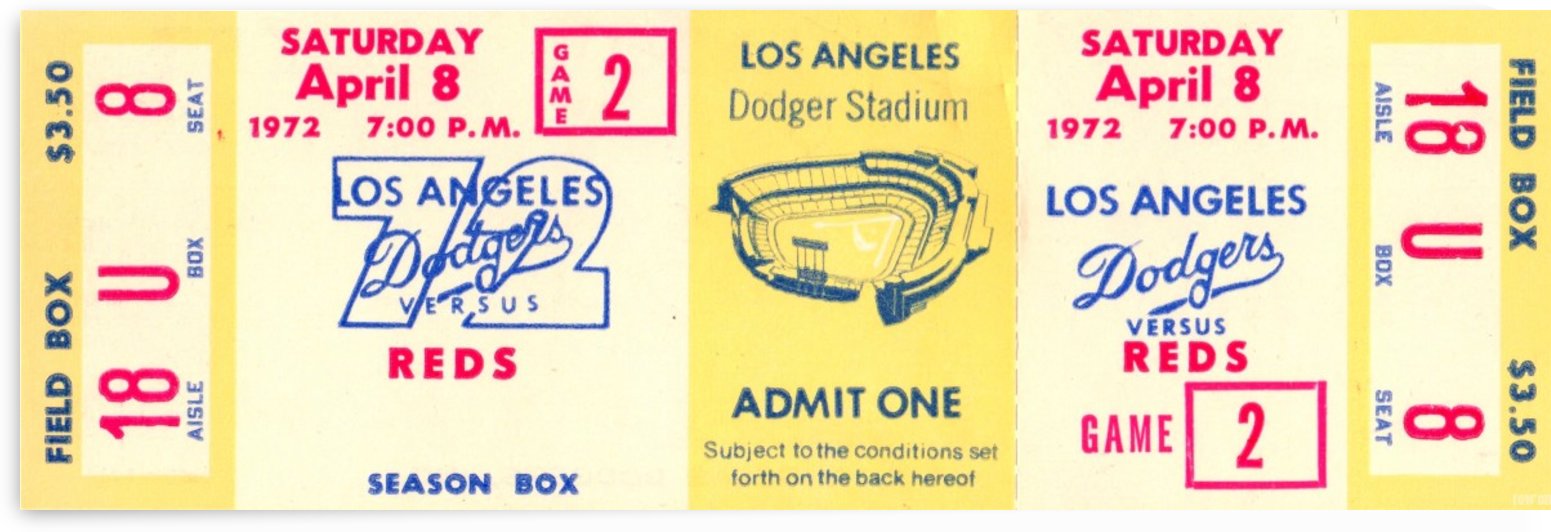 $3.50
FIELD BOX
8 SEAT
U BOX
18 AISLE
SATURDAY
April 8
1972 7:00 P.M.
GAME 2
LOS ANGELES
Dodgers
VERSUS
72
REDS
SEASON BOX
LOS ANGELES
Dodger Stadium
ADMIT ONE
Subject to the conditions set
forth on the back hereof
SATURDAY
April 8
1972 7:00 P.M.
LOS ANGELES
Dodgers
VERSUS
REDS
GAME 2
AISLE 18
BOX U
SEAT 8
FIELD BOX
$3.50